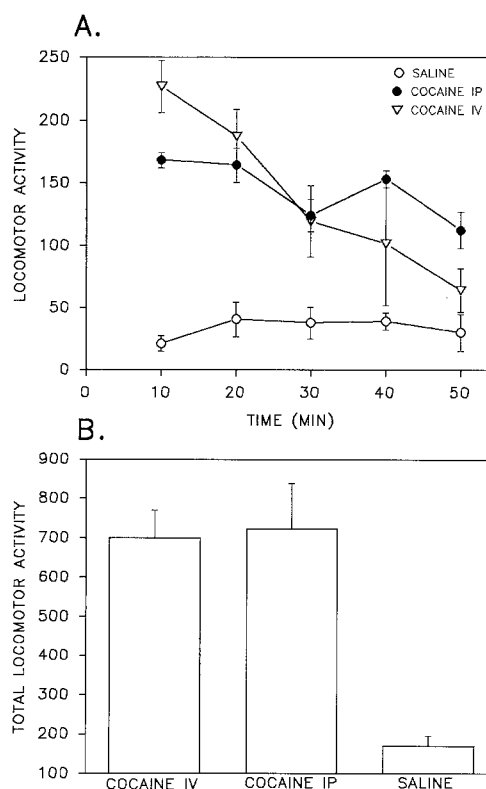 A.
LOCOMOTOR ACTIVITY
250
200
150
100
50
0
SALINE
COCAINE IP
COCAINE IV
0 10 20 30 40 50
TIME (MIN)
B.
TOTAL LOCOMOTOR ACTIVITY
900
800
700
600
500
400
300
200
100
COCAINE IV COCAINE IP SALINE